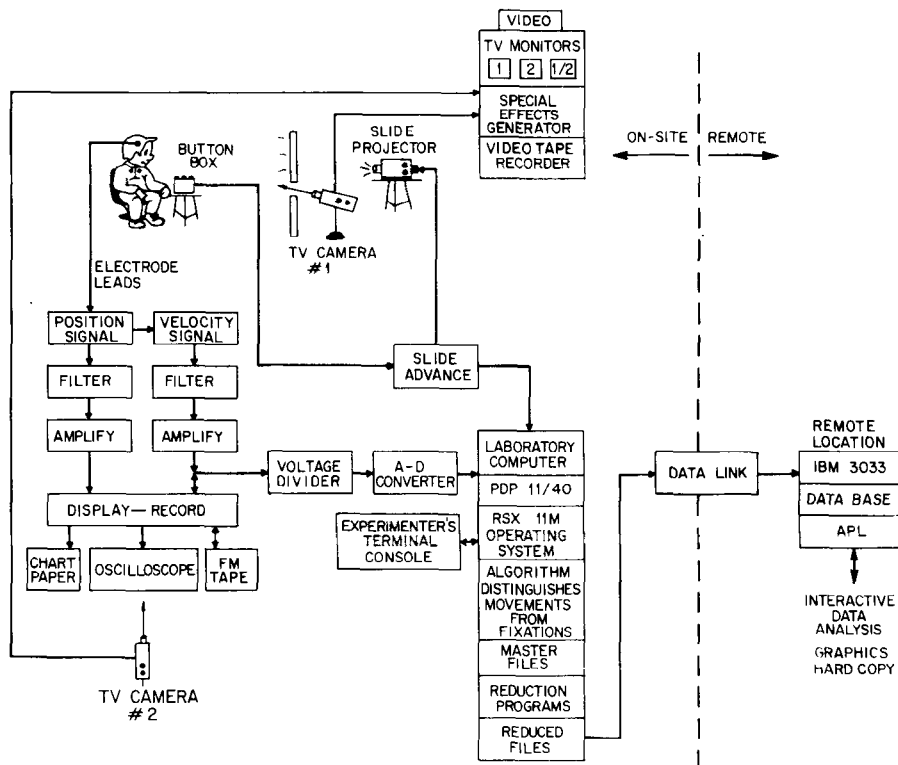 VIDEO
TV MONITORS
1 2 1/2
SPECIAL
EFFECTS
GENERATOR
VIDEO TAPE
RECORDER
ON-SITE
REMOTE
BUTTON
BOX
SLIDE
PROJECTOR
TV CAMERA
#1
ELECTRODE
LEADS
POSITION
SIGNAL
VELOCITY
SIGNAL
FILTER
FILTER
AMPLIFY
AMPLIFY
SLIDE
ADVANCE
DISPLAY—RECORD
CHART
PAPER
OSCILLOSCOPE
FM
TAPE
TV CAMERA
#2
VOLTAGE
DIVIDER
A-D
CONVERTER
EXPERIMENTER'S
TERMINAL
CONSOLE
LABORATORY
COMPUTER
PDP 11/40
RSX 11M
OPERATING
SYSTEM
ALGORITHM
DISTINGUISHES
MOVEMENTS
FROM
FIXATIONS
MASTER
FILES
REDUCTION
PROGRAMS
REDUCED
FILES
DATA LINK
REMOTE
LOCATION
IBM 3033
DATA BASE
APL
INTERACTIVE
DATA
ANALYSIS
GRAPHICS
HARD COPY